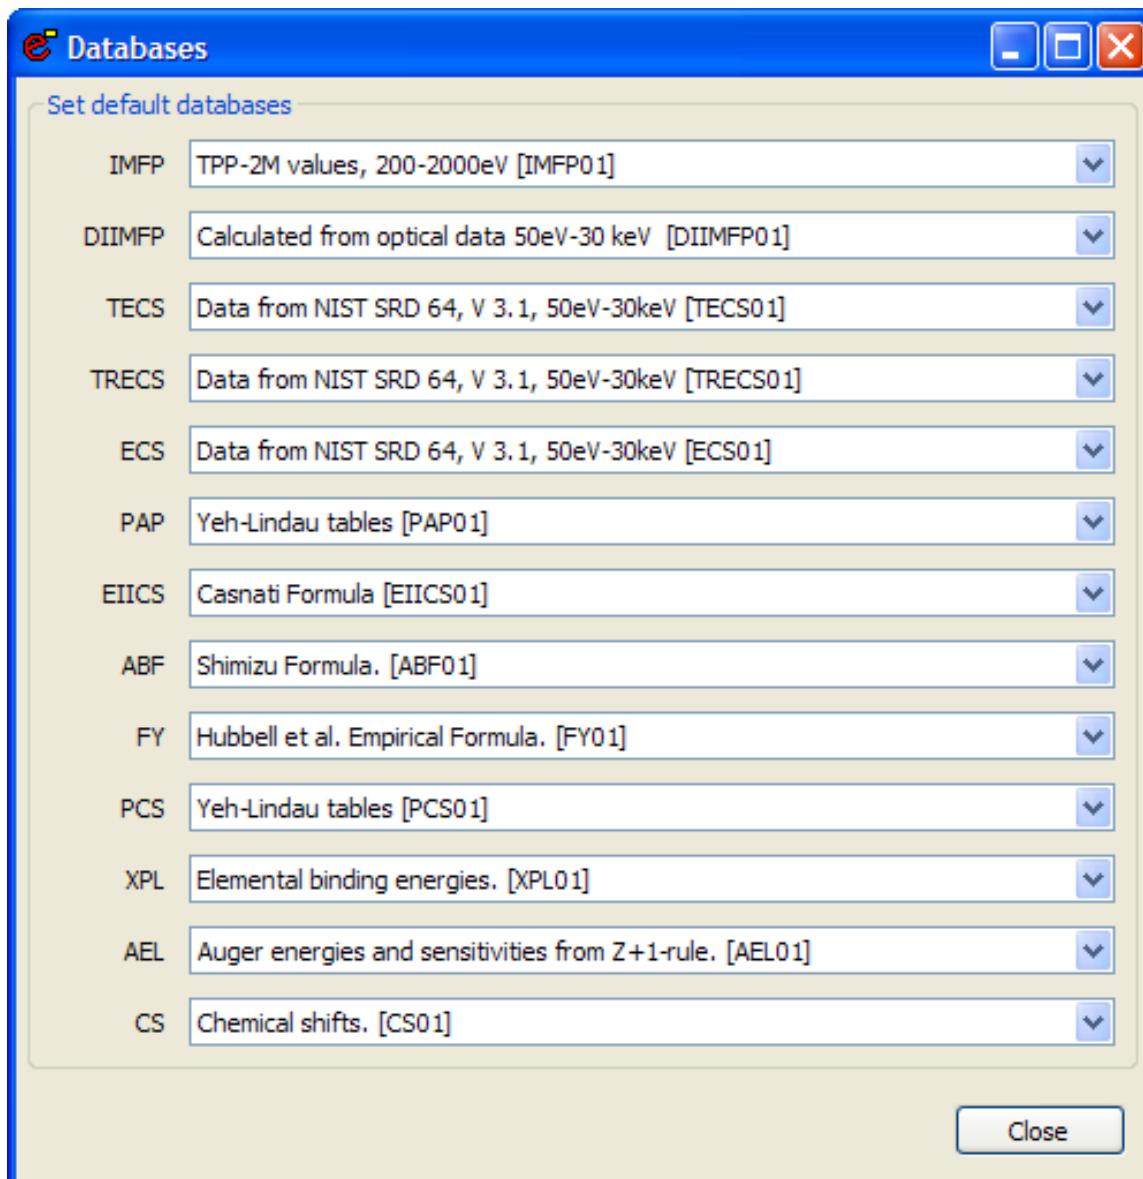 Databases
Set default databases
IMFP TPP-2M values, 200-2000eV [IMFP01]
DIIMFP Calculated from optical data 50eV-30 keV  [DIIMFP01]
TECS Data from NIST SRD 64, V 3.1, 50eV-30keV [TECS01]
TRECS Data from NIST SRD 64, V 3.1, 50eV-30keV [TRECS01]
ECS Data from NIST SRD 64, V 3.1, 50eV-30keV [ECS01]
PAP Yeh-Lindau tables [PAP01]
EIICS Casnati Formula [EIICS01]
ABF Shimizu Formula. [ABF01]
FY Hubbell et al. Empirical Formula. [FY01]
PCS Yeh-Lindau tables [PCS01]
XPL Elemental binding energies. [XPL01]
AEL Auger energies and sensitivities from Z+1-rule. [AEL01]
CS Chemical shifts. [CS01]
Close